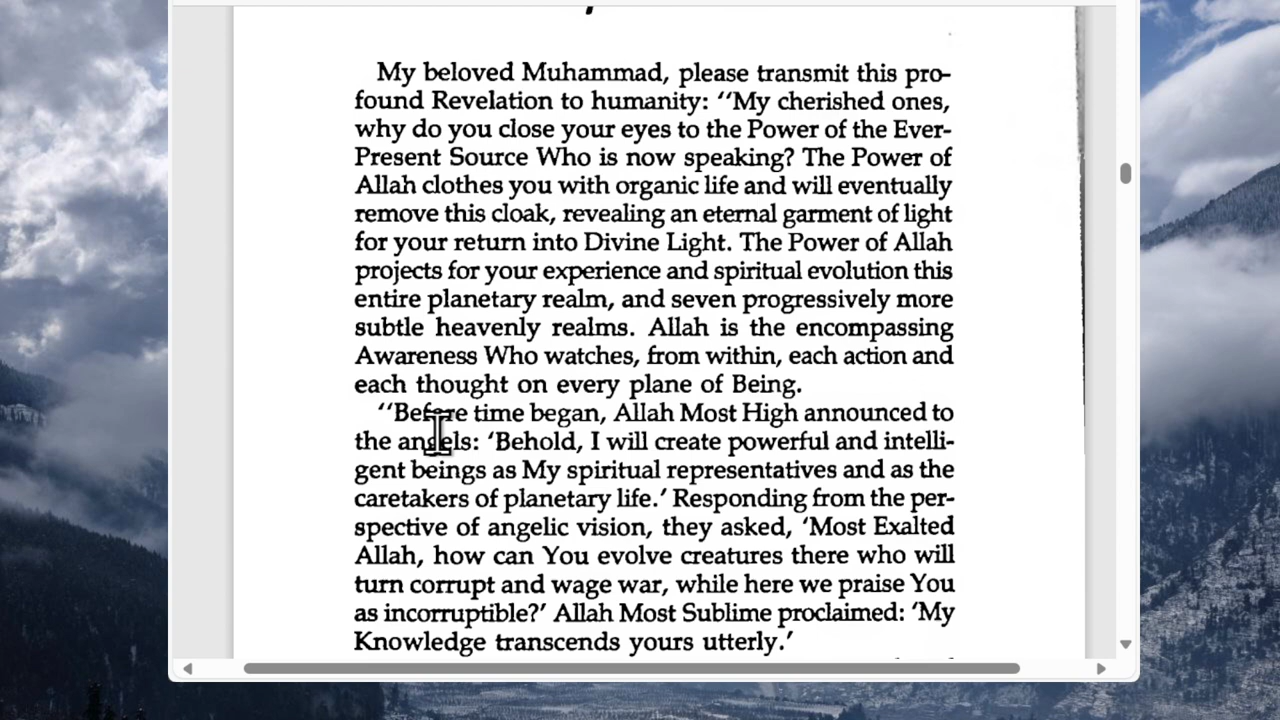 My beloved Muhammad, please transmit this pro-
found Revelation to humanity: ‘‘My cherished ones,
why do you close your eyes to the Power of the Ever-
Present Source Who is now speaking? The Power of
Allah clothes you with organic life and will eventually
remove this cloak, revealing an eternal garment of light
for your return into Divine Light. The Power of Allah
projects for your experience and spiritual evolution this
entire planetary realm, and seven progressively more
subtle heavenly realms. Allah is the encompassing
Awareness Who watches, from within, each action and
each thought on every plane of Being.
‘‘Before time began, Allah Most High announced to
the angels: ‘Behold, I will create powerful and intelli-
gent beings as My spiritual representatives and as the
caretakers of planetary life.’ Responding from the per-
spective of angelic vision, they asked, ‘Most Exalted
Allah, how can You evolve creatures there who will
turn corrupt and wage war, while here we praise You
as incorruptible?’ Allah Most Sublime proclaimed: ‘My
Knowledge transcends yours utterly.’